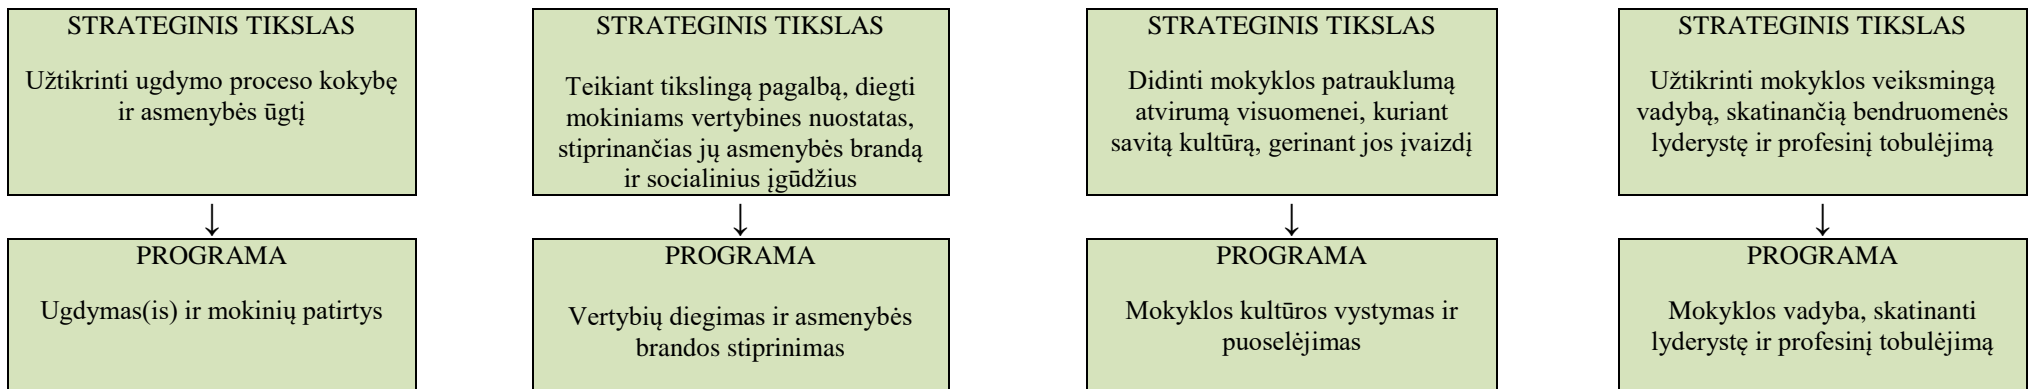 STRATEGINIS TIKSLAS
Užtikrinti ugdymo proceso kokybę
ir asmenybės ūgtį
STRATEGINIS TIKSLAS
Teikiant tikslingą pagalbą, diegti
mokiniams vertybines nuostatas,
stiprinančias jų asmenybės brandą
ir socialinius įgūdžius
STRATEGINIS TIKSLAS
Didinti mokyklos patrauklumą
atvirumą visuomenei, kuriant
savitą kultūrą, gerinant jos įvaizdį
STRATEGINIS TIKSLAS
Užtikrinti mokyklos veiksmingą
vadybą, skatinančią bendruomenės
lyderystę ir profesinį tobulėjimą
PROGRAMA
Ugdymas(is) ir mokinių patirtys
PROGRAMA
Vertybių diegimas ir asmenybės
brandos stiprinimas
PROGRAMA
Mokyklos kultūros vystymas ir
puoselėjimas
PROGRAMA
Mokyklos vadyba, skatinanti
lyderystę ir profesinį tobulėjimą